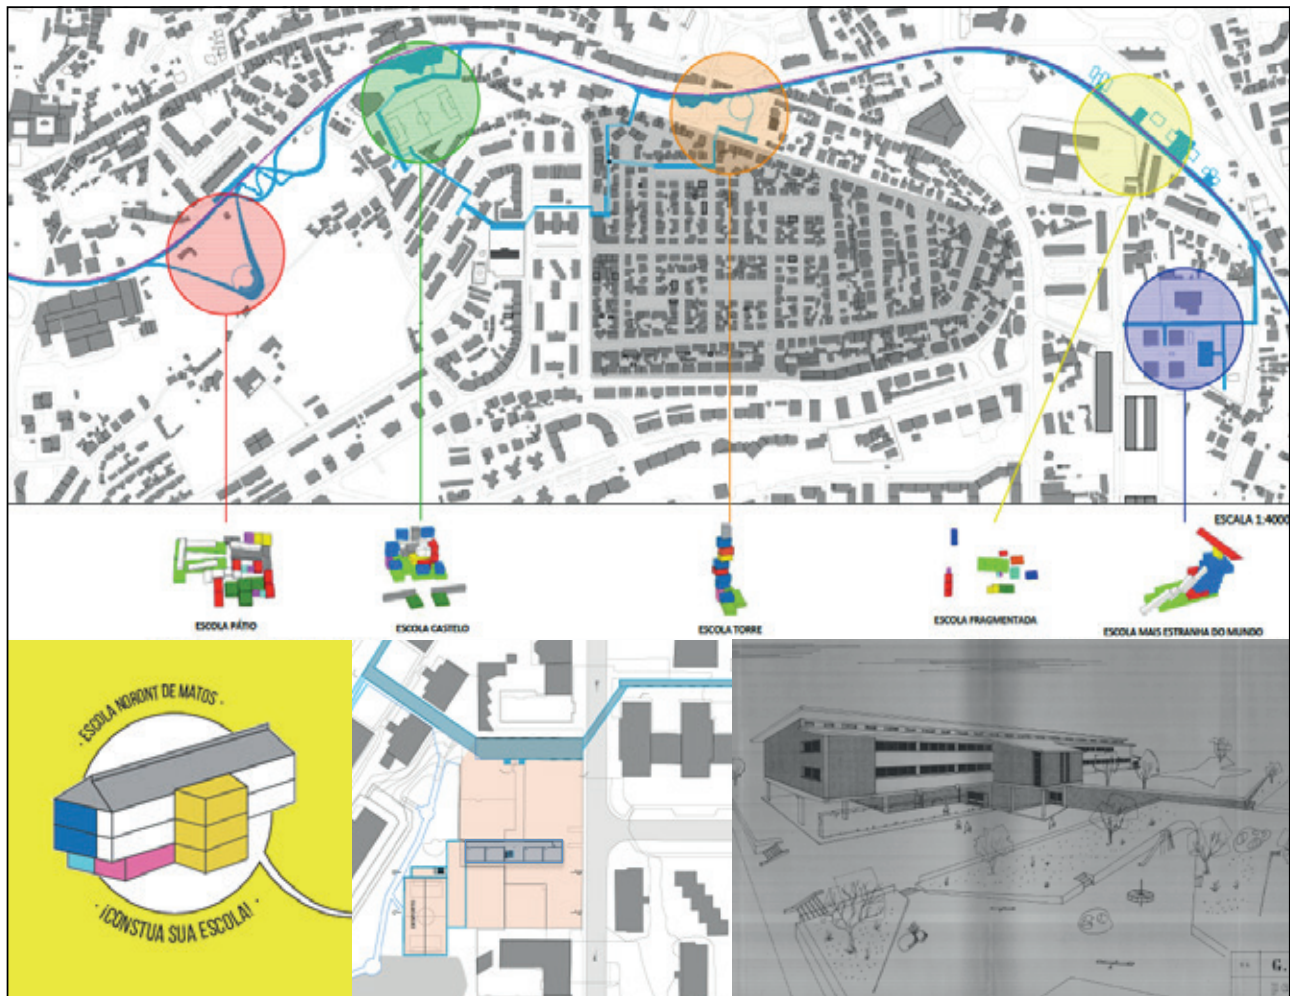 ESCALA 1:4000
ESCOLA PÁTIO
ESCOLA CASTELO
ESCOLA TORRE
ESCOLA FRAGMENTADA
ESCOLA MAIS ESTRANHA DO MUNDO
· ESCOLA NORONT DE MATOS ·
· ¡CONSTUA SUA ESCOLA! ·
G.